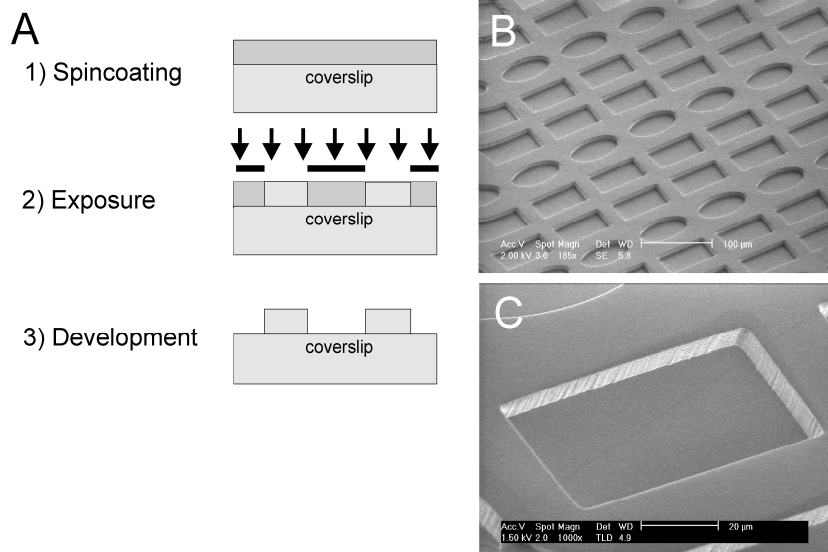 A
1) Spincoating
coverslip
2) Exposure
coverslip
3) Development
coverslip
B
Acc.V Spot Magn Det WD 100 µm
2.00 kV 3.0 185x SE 5.8
C
Acc.V Spot Magn Det WD 20 µm
1.50 kV 2.0 1000x TLD 4.9